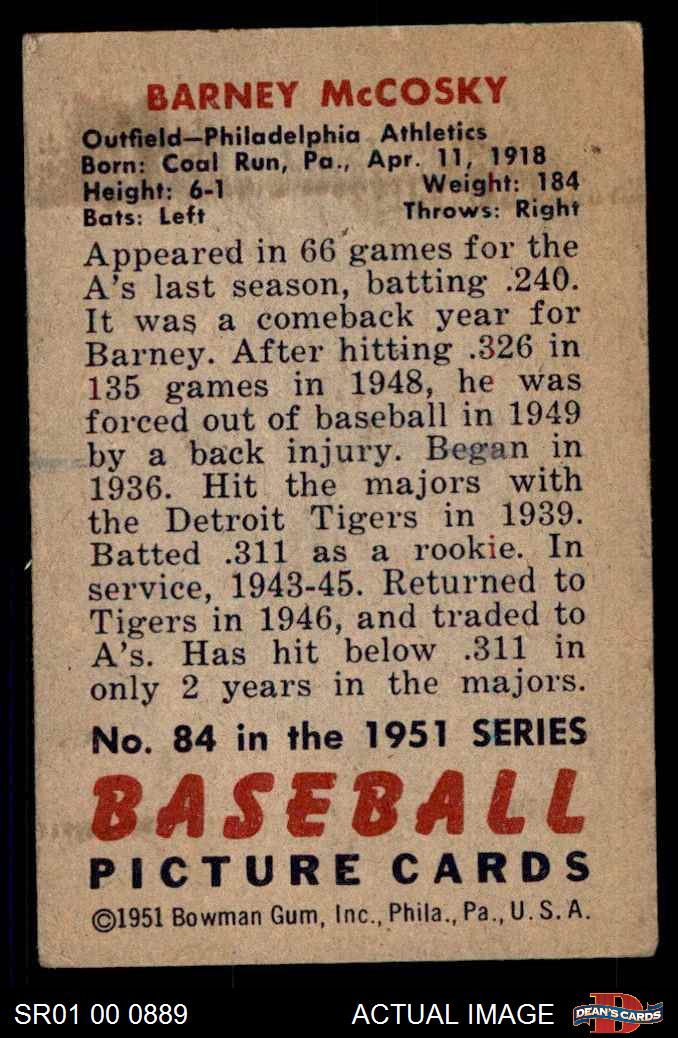 BARNEY McCOSKY
Outfield—Philadelphia Athletics
Born: Coal Run, Pa., Apr. 11, 1918
Height: 6-1 Weight: 184
Bats: Left Throws: Right
Appeared in 66 games for the
A's last season, batting .240.
It was a comeback year for
Barney. After hitting .326 in
135 games in 1948, he was
forced out of baseball in 1949
by a back injury. Began in
1936. Hit the majors with
the Detroit Tigers in 1939.
Batted .311 as a rookie. In
service, 1943-45. Returned to
Tigers in 1946, and traded to
A's. Has hit below .311 in
only 2 years in the majors.
No. 84 in the 1951 SERIES
BASEBALL
PICTURE CARDS
©1951 Bowman Gum, Inc., Phila., Pa., U. S. A.
SR01 00 0889 ACTUAL IMAGE
D
DEAN'S CARDS